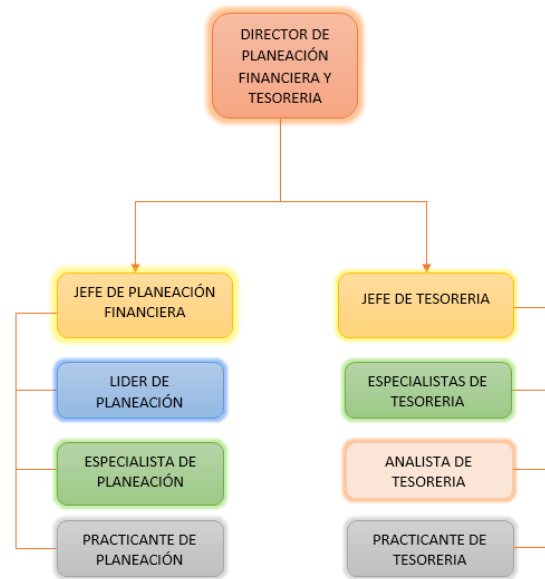 DIRECTOR DE
PLANEACIÓN
FINANCIERA Y
TESORERIA
JEFE DE PLANEACIÓN
FINANCIERA
LIDER DE
PLANEACIÓN
ESPECIALISTA DE
PLANEACIÓN
PRACTICANTE DE
PLANEACIÓN
JEFE DE TESORERIA
ESPECIALISTAS DE
TESORERIA
ANALISTA DE
TESORERIA
PRACTICANTE DE
TESORERIA